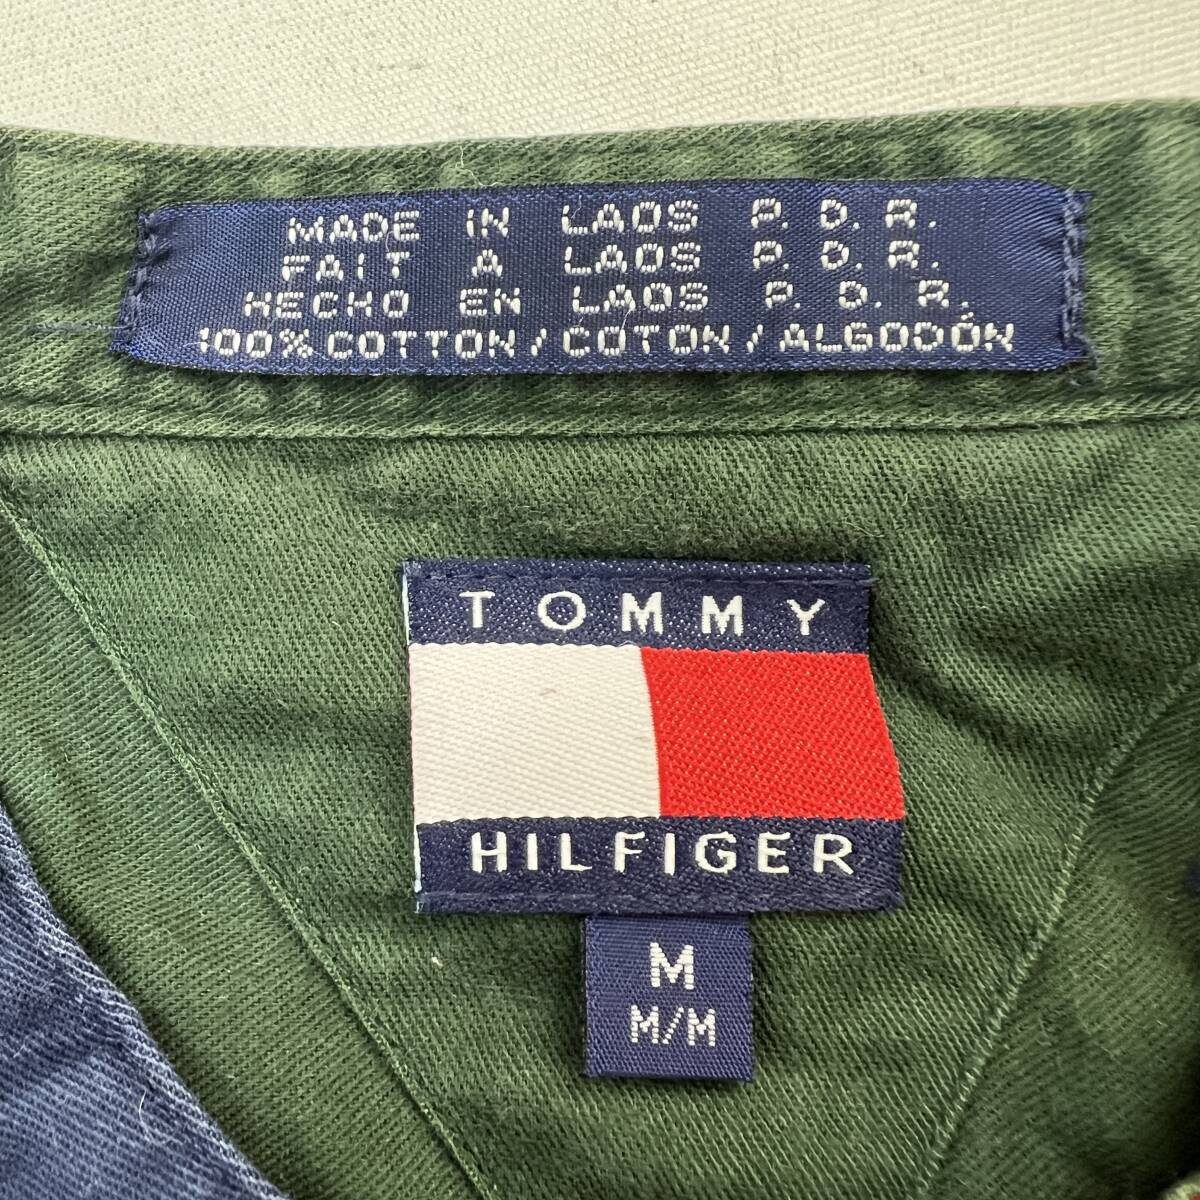 MADE IN LAOS P. D. R.
FAIT A LAOS P. D. R.
HECHO EN LAOS P. D. R.
100% COTTON / COTON / ALGODÓN
TOMMY
HILFIGER
M
M/M